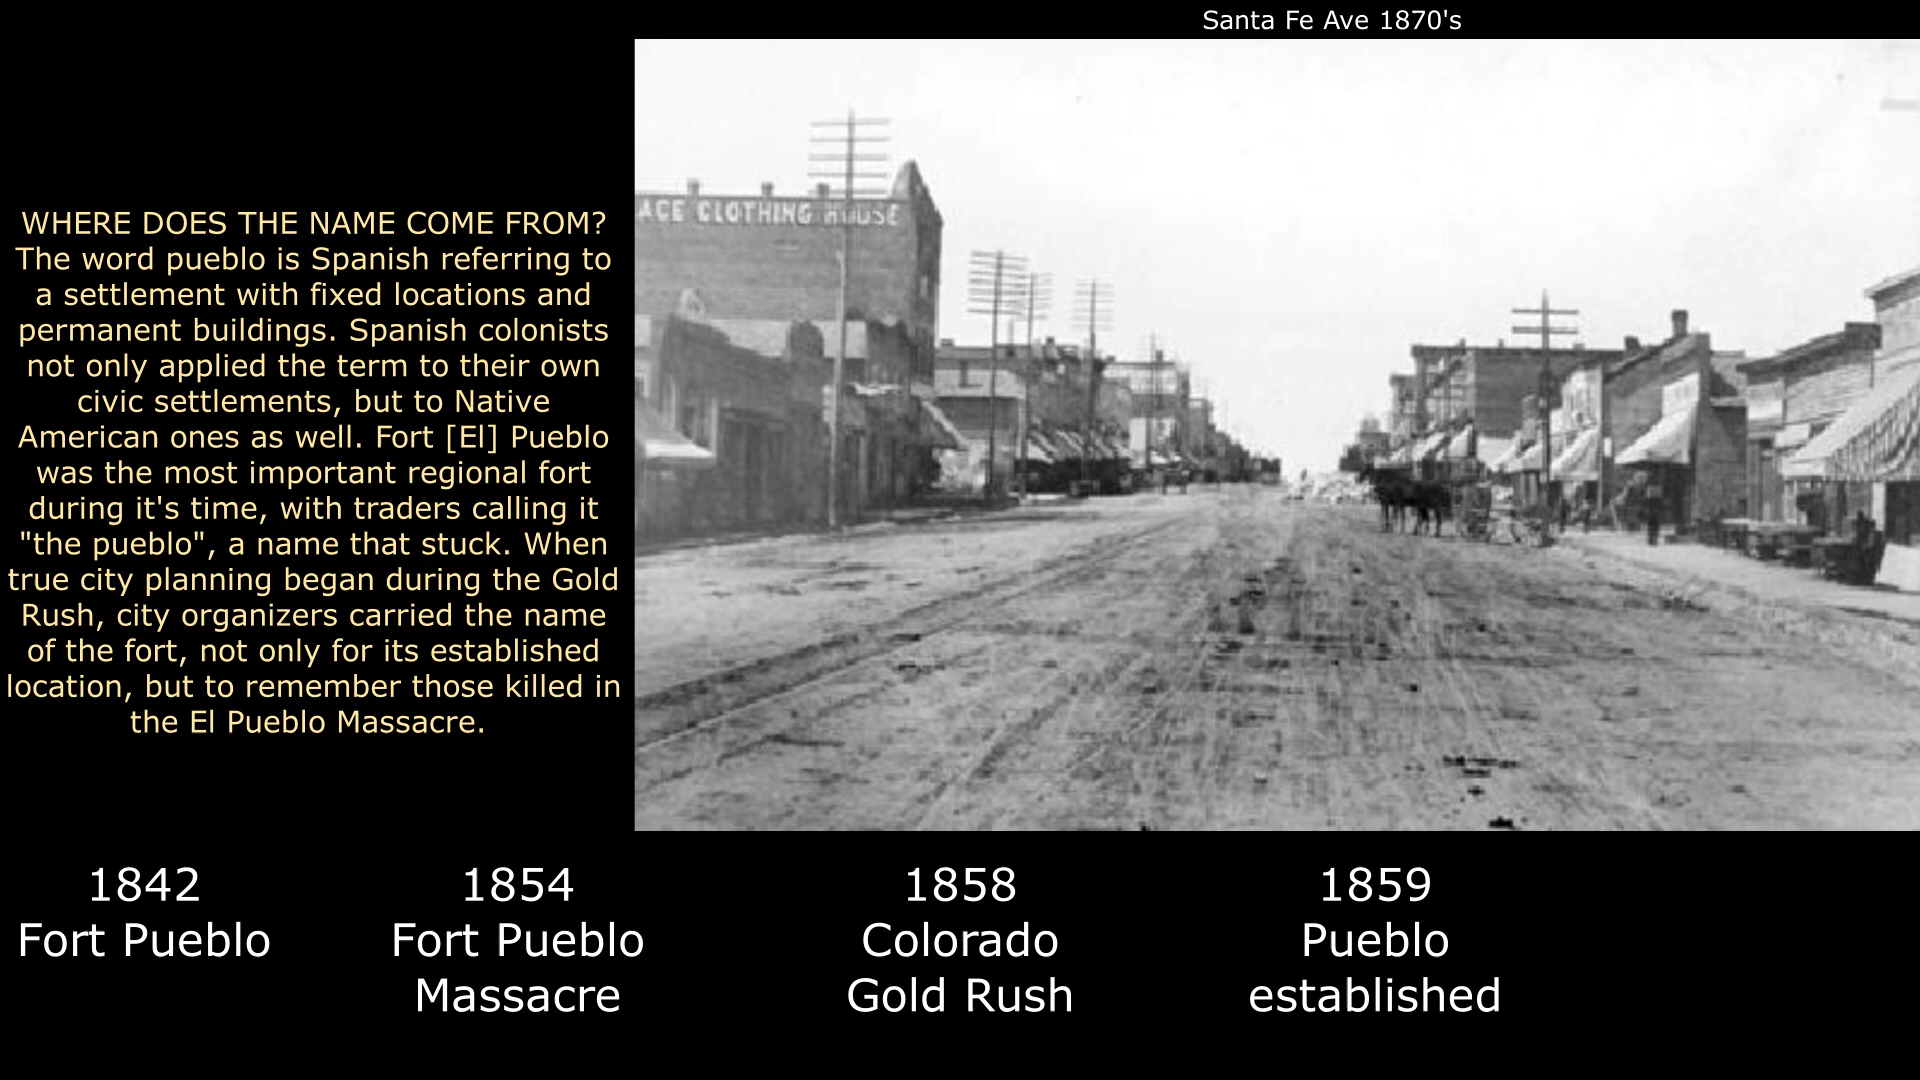 Santa Fe Ave 1870's
ACE CLOTHING HOUSE
WHERE DOES THE NAME COME FROM?
The word pueblo is Spanish referring to
a settlement with fixed locations and
permanent buildings. Spanish colonists
not only applied the term to their own
civic settlements, but to Native
American ones as well. Fort [El] Pueblo
was the most important regional fort
during it's time, with traders calling it
"the pueblo", a name that stuck. When
true city planning began during the Gold
Rush, city organizers carried the name
of the fort, not only for its established
location, but to remember those killed in
the El Pueblo Massacre.
1842
Fort Pueblo
1854
Fort Pueblo
Massacre
1858
Colorado
Gold Rush
1859
Pueblo
established